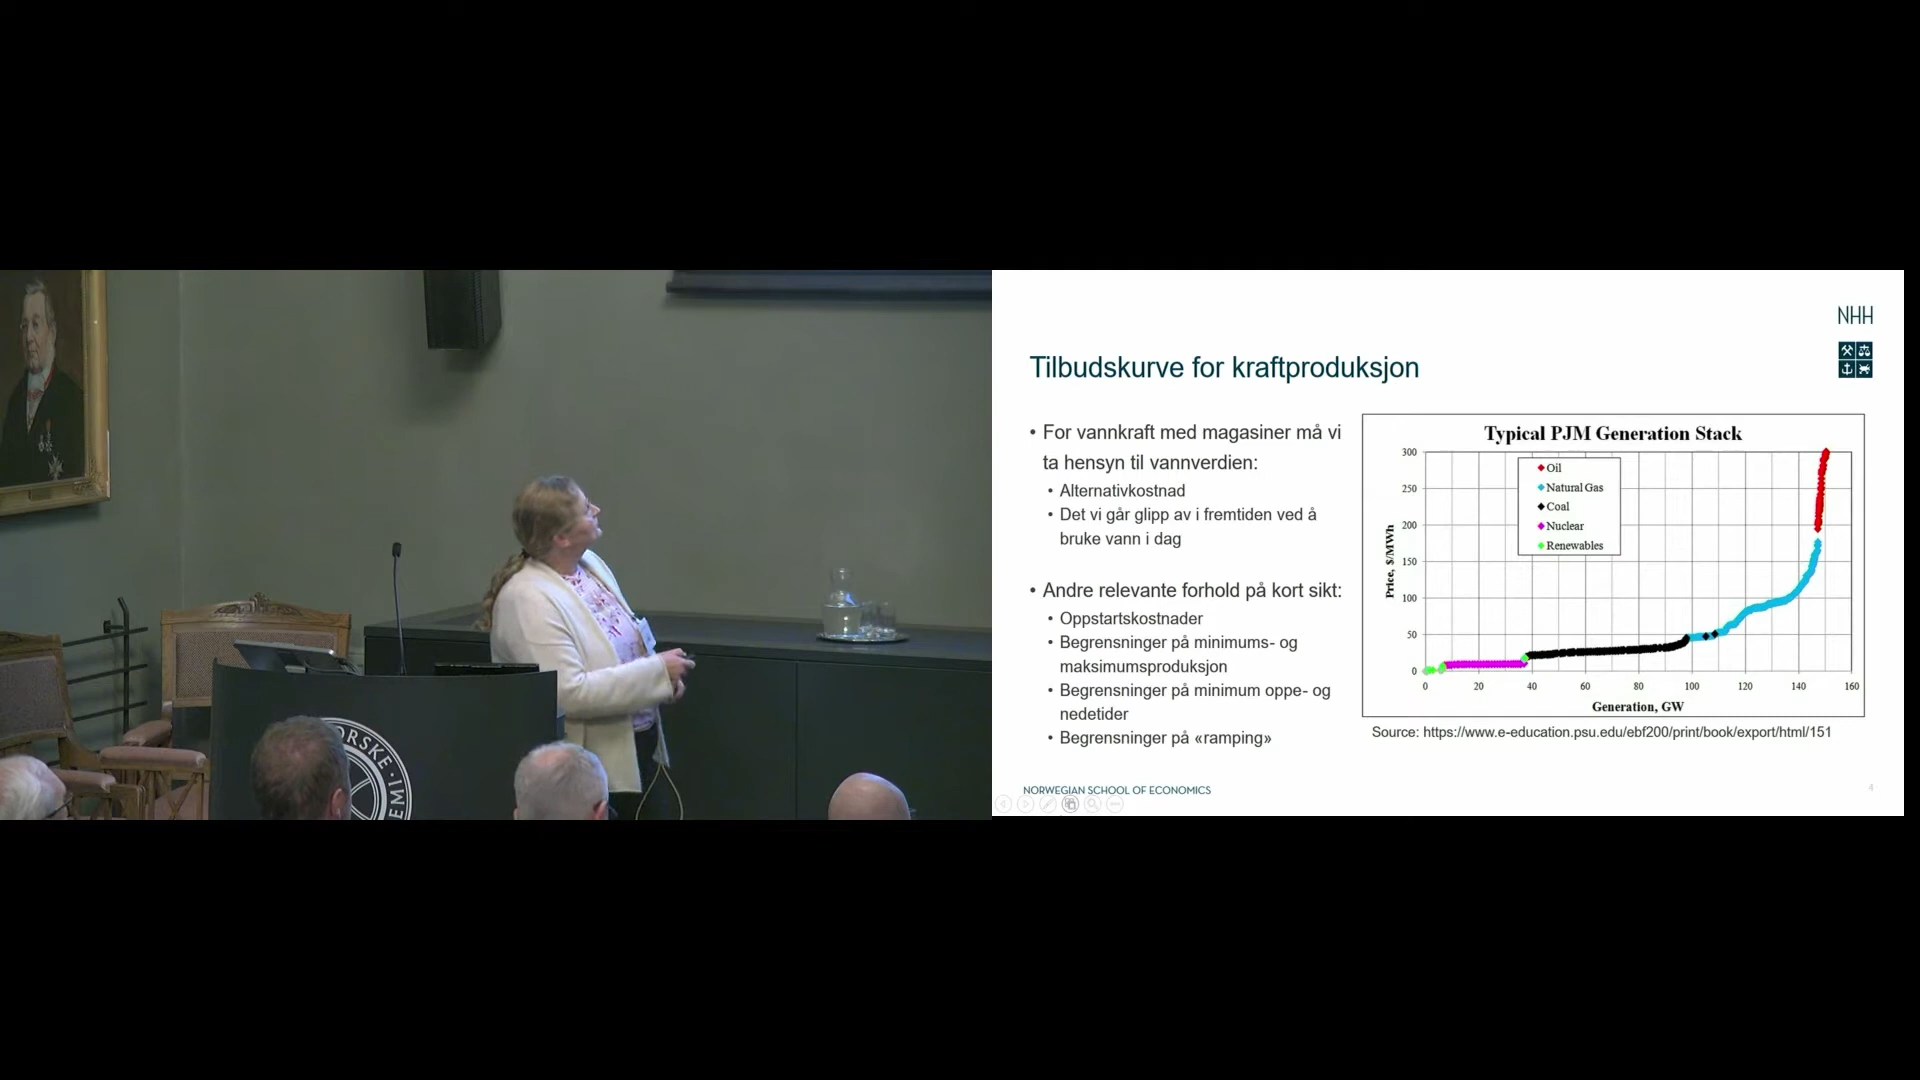 ORSKE · MI
NHH
Tilbudskurve for kraftproduksjon
• For vannkraft med magasiner må vi
ta hensyn til vannverdien:
• Alternativkostnad
• Det vi går glipp av i fremtiden ved å
bruke vann i dag
• Andre relevante forhold på kort sikt:
• Oppstartskostnader
• Begrensninger på minimums- og
maksimumsproduksjon
• Begrensninger på minimum oppe- og
nedetider
• Begrensninger på «ramping»
Typical PJM Generation Stack
Oil
Natural Gas
Coal
Nuclear
Renewables
Price, $/MWh
300
250
200
150
100
50
0
0 20 40 60 80 100 120 140 160
Generation, GW
Source: https://www.e-education.psu.edu/ebf200/print/book/export/html/151
NORWEGIAN SCHOOL OF ECONOMICS
4